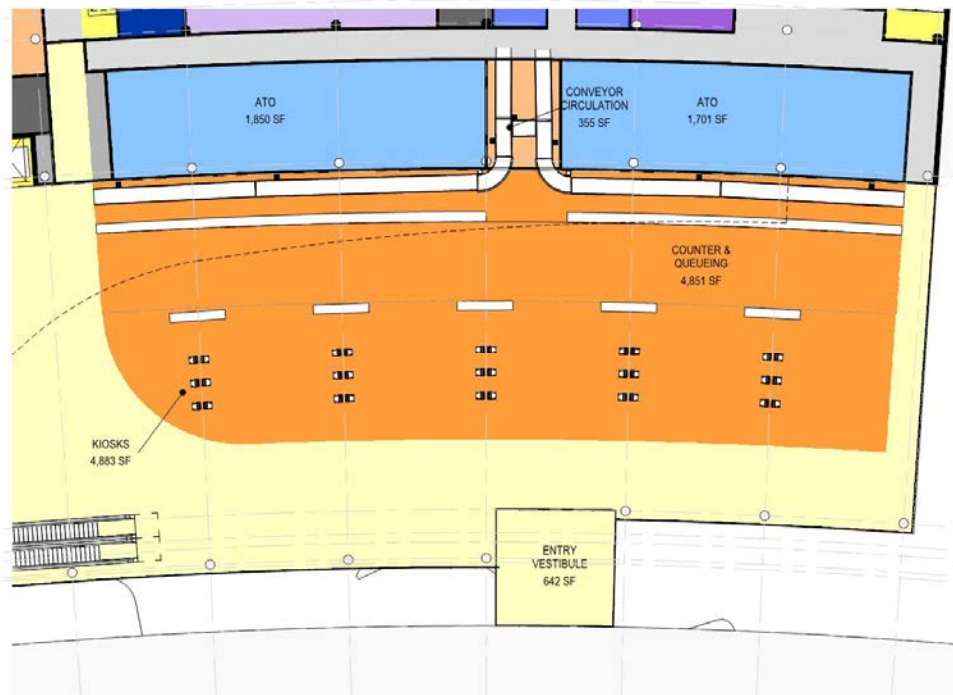 ATO
1,850 SF
CONVEYOR
CIRCULATION
355 SF
ATO
1,701 SF
COUNTER &
QUEUEING
4,851 SF
KIOSKS
4,883 SF
ENTRY
VESTIBULE
642 SF